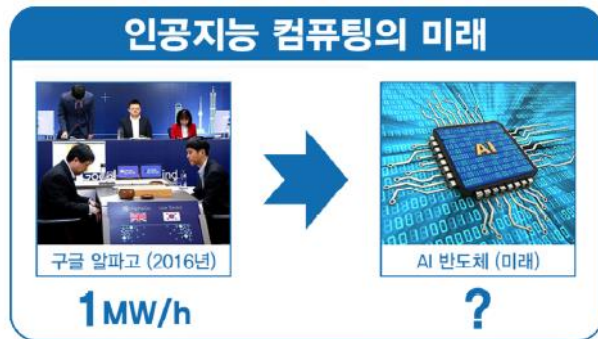 인공지능 컴퓨팅의 미래
AI
구글 알파고 (2016년)
AI 반도체 (미래)
1MW/h
?